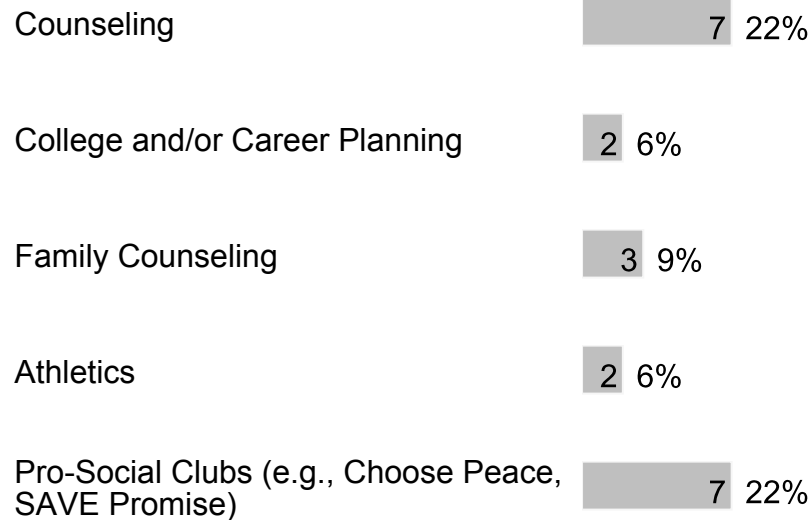 Counseling 7 22%
College and/or Career Planning 2 6%
Family Counseling 3 9%
Athletics 2 6%
Pro-Social Clubs (e.g., Choose Peace,
SAVE Promise) 7 22%